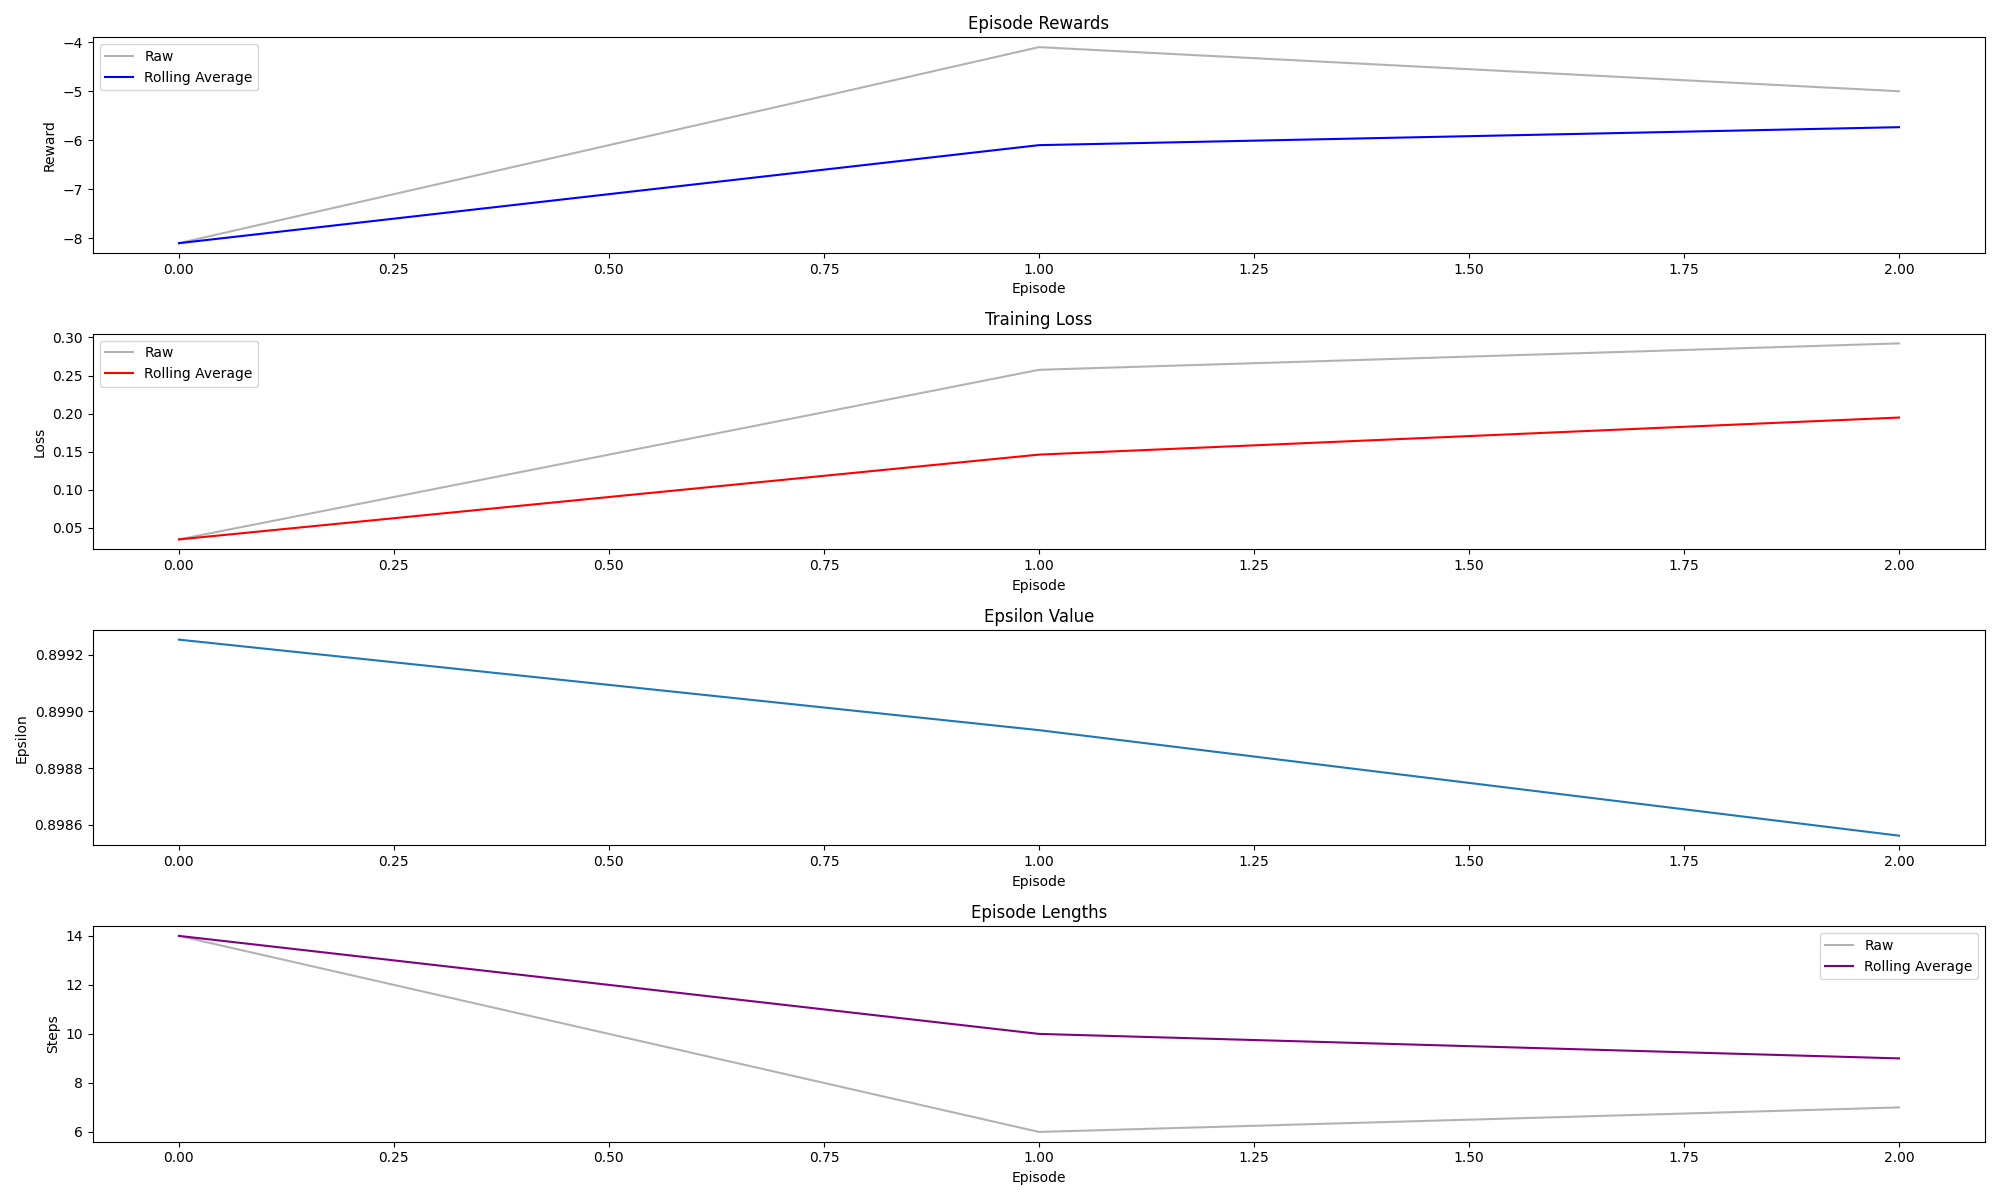 Episode Rewards
Raw
Rolling Average
Reward
−4
−5
−6
−7
−8
0.00 0.25 0.50 0.75 1.00 1.25 1.50 1.75 2.00
Episode
Training Loss
Raw
Rolling Average
Loss
0.30
0.25
0.20
0.15
0.10
0.05
0.00 0.25 0.50 0.75 1.00 1.25 1.50 1.75 2.00
Episode
Epsilon Value
Epsilon
0.8992
0.8990
0.8988
0.8986
0.00 0.25 0.50 0.75 1.00 1.25 1.50 1.75 2.00
Episode
Episode Lengths
Raw
Rolling Average
Steps
14
12
10
8
6
0.00 0.25 0.50 0.75 1.00 1.25 1.50 1.75 2.00
Episode